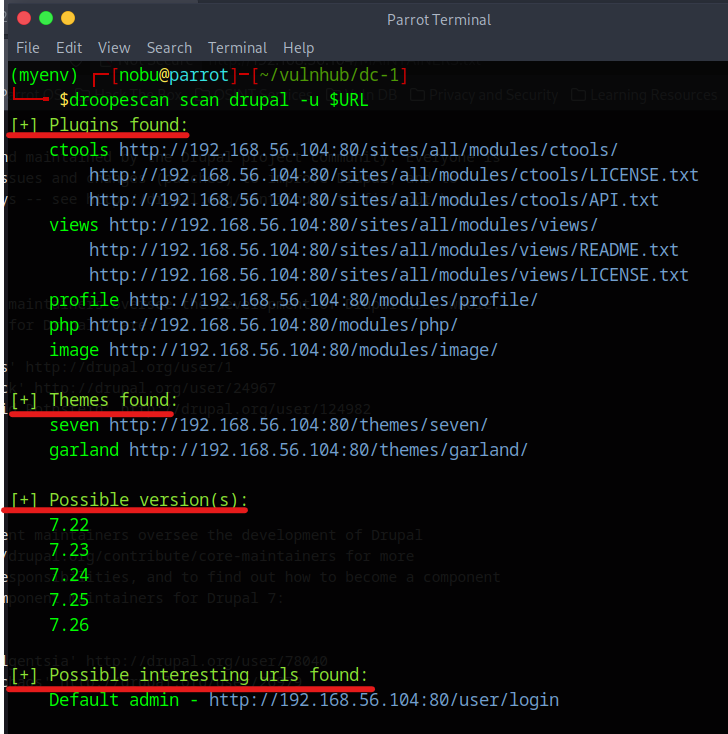 Parrot Terminal
File Edit View Search Terminal Help
(myenv) ┌─[nobu@parrot]─[~/vulnhub/dc-1]
└──╼ $droopescan scan drupal -u $URL
[+] Plugins found:
ctools http://192.168.56.104:80/sites/all/modules/ctools/
http://192.168.56.104:80/sites/all/modules/ctools/LICENSE.txt
http://192.168.56.104:80/sites/all/modules/ctools/API.txt
views http://192.168.56.104:80/sites/all/modules/views/
http://192.168.56.104:80/sites/all/modules/views/README.txt
http://192.168.56.104:80/sites/all/modules/views/LICENSE.txt
profile http://192.168.56.104:80/modules/profile/
php http://192.168.56.104:80/modules/php/
image http://192.168.56.104:80/modules/image/
[+] Themes found:
seven http://192.168.56.104:80/themes/seven/
garland http://192.168.56.104:80/themes/garland/
[+] Possible version(s):
7.22
7.23
7.24
7.25
7.26
[+] Possible interesting urls found:
Default admin - http://192.168.56.104:80/user/login